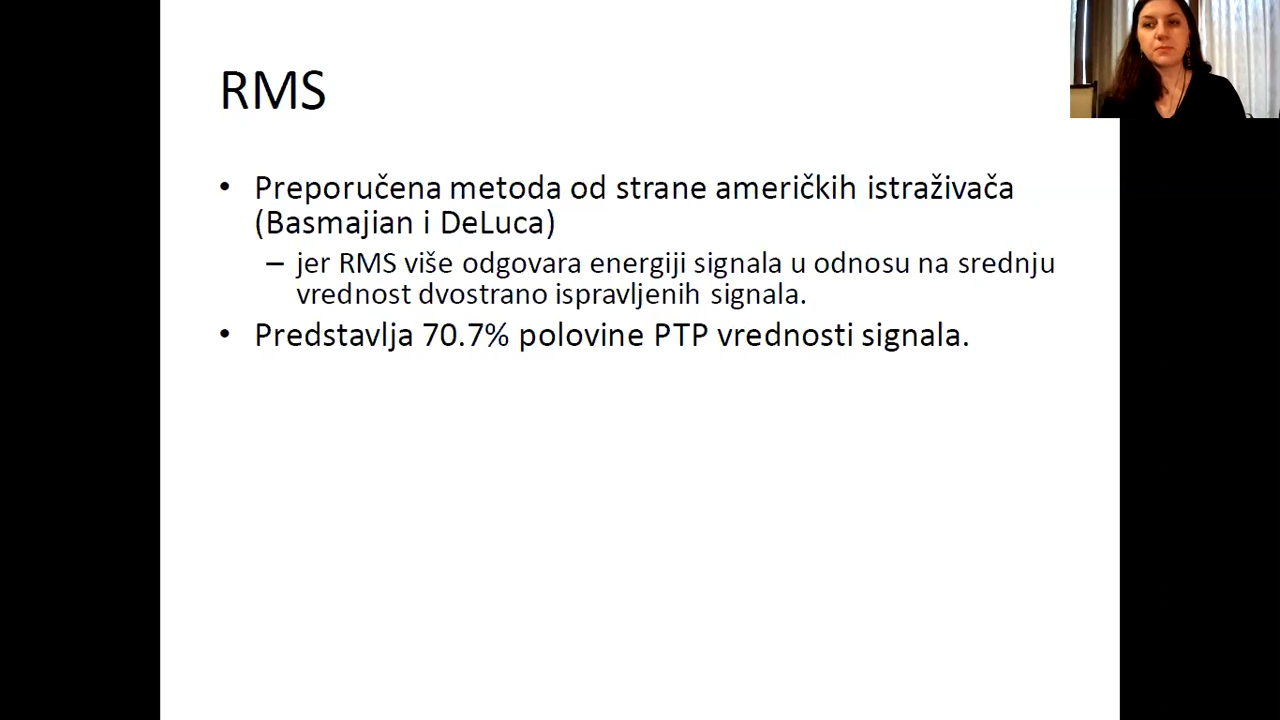 RMS
• Preporučena metoda od strane američkih istraživača
(Basmajian i DeLuca)
– jer RMS više odgovara energiji signala u odnosu na srednju
vrednost dvostrano ispravljenih signala.
• Predstavlja 70.7% polovine PTP vrednosti signala.